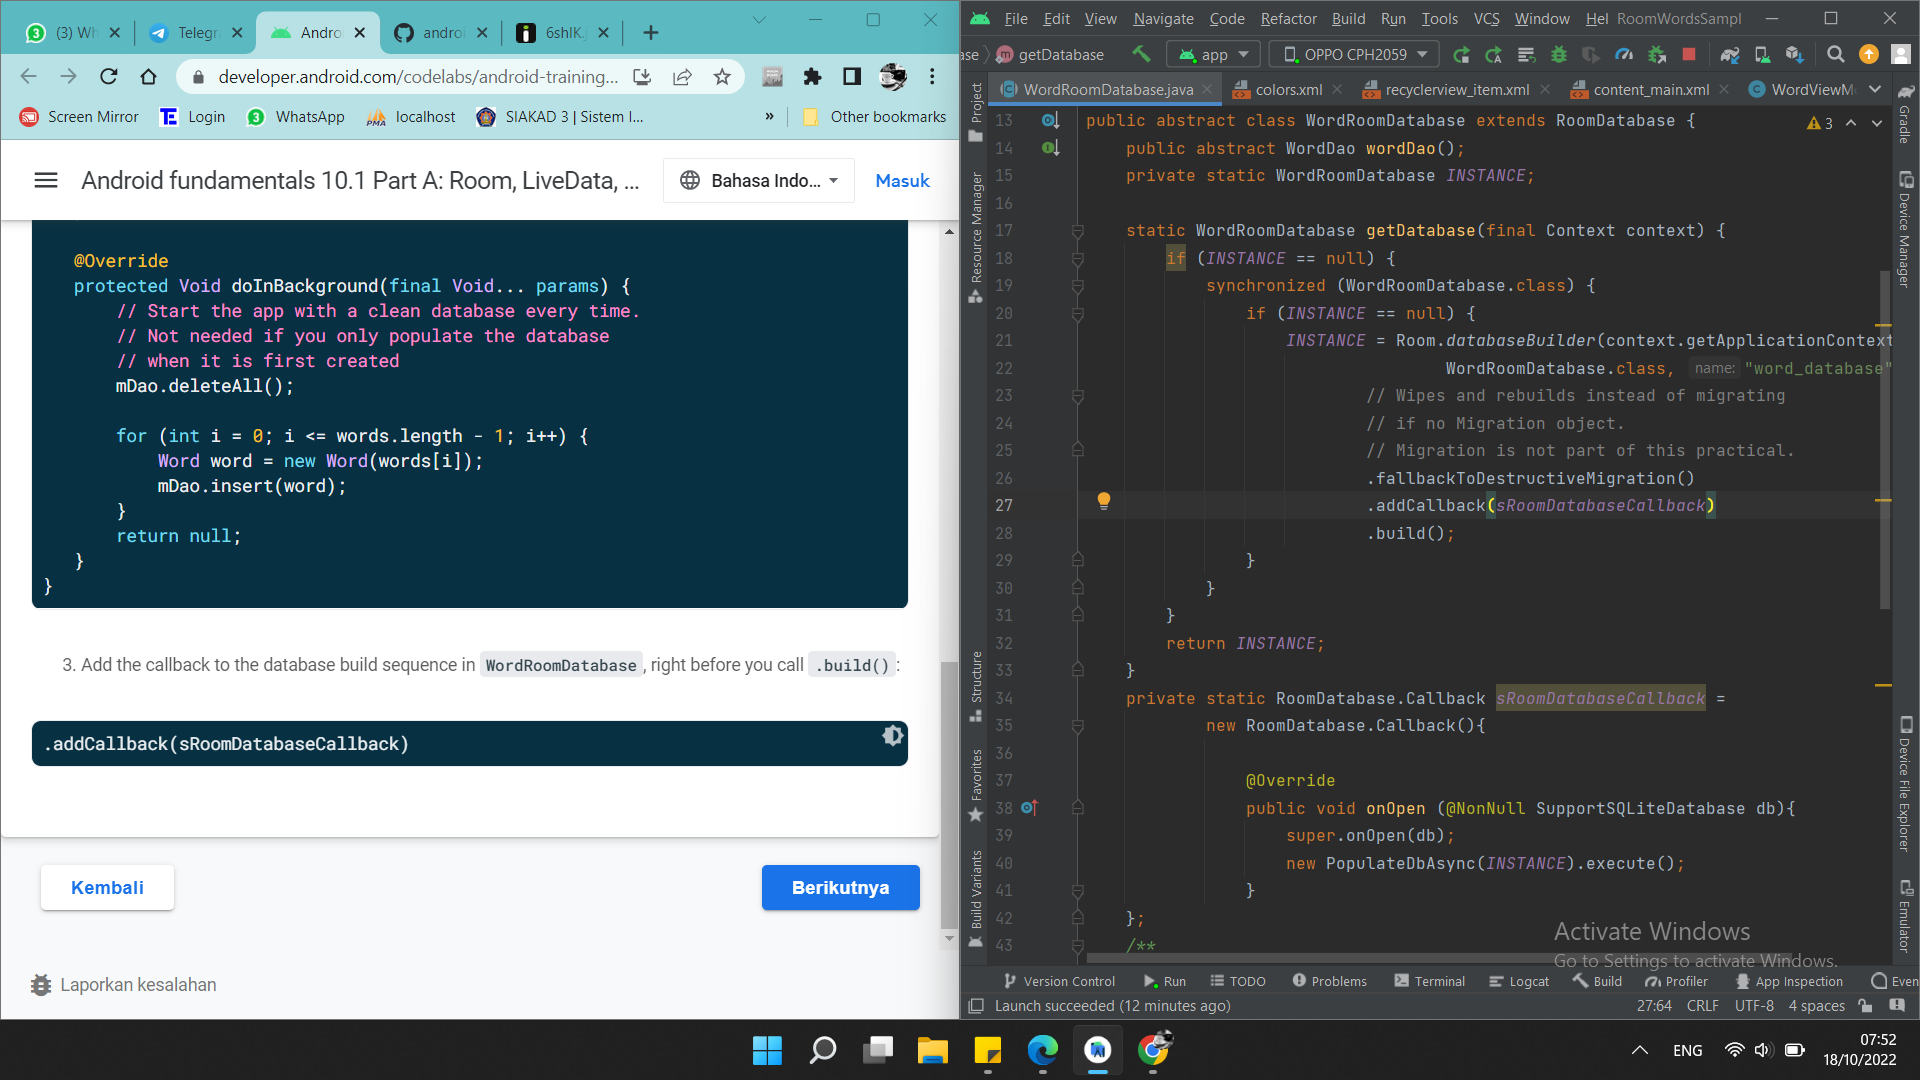 (3) Wh
Telegr
Andro
androi
6shlK.j
developer.android.com/codelabs/android-training...
Screen Mirror
Login
WhatsApp
localhost
SIAKAD 3 | Sistem I...
»
Other bookmarks
Android fundamentals 10.1 Part A: Room, LiveData, ...
Bahasa Indo...
Masuk
@Override
protected Void doInBackground(final Void... params) {
// Start the app with a clean database every time.
// Not needed if you only populate the database
// when it is first created
mDao.deleteAll();
for (int i = 0; i <= words.length - 1; i++) {
Word word = new Word(words[i]);
mDao.insert(word);
}
return null;
}
}
3. Add the callback to the database build sequence in WordRoomDatabase, right before you call .build():
.addCallback(sRoomDatabaseCallback)
Kembali
Berikutnya
Laporkan kesalahan
File Edit View Navigate Code Refactor Build Run Tools VCS Window Hel RoomWordsSampl
ase
getDatabase
app
OPPO CPH2059
WordRoomDatabase.java
colors.xml
recyclerview_item.xml
content_main.xml
WordViewM
Project
Resource Manager
Structure
Favorites
Build Variants
3
13 public abstract class WordRoomDatabase extends RoomDatabase {
14 public abstract WordDao wordDao();
15 private static WordRoomDatabase INSTANCE;
16
17 static WordRoomDatabase getDatabase(final Context context) {
18 if (INSTANCE == null) {
19 synchronized (WordRoomDatabase.class) {
20 if (INSTANCE == null) {
21 INSTANCE = Room.databaseBuilder(context.getApplicationContext
22 WordRoomDatabase.class, name: "word_database"
23 // Wipes and rebuilds instead of migrating
24 // if no Migration object.
25 // Migration is not part of this practical.
26 .fallbackToDestructiveMigration()
27 .addCallback(sRoomDatabaseCallback)
28 .build();
29 }
30 }
31 }
32 return INSTANCE;
33 }
34 private static RoomDatabase.Callback sRoomDatabaseCallback =
35 new RoomDatabase.Callback(){
36
37 @Override
38 public void onOpen (@NonNull SupportSQLiteDatabase db){
39 super.onOpen(db);
40 new PopulateDbAsync(INSTANCE).execute();
41 }
42 };
43 /**
Gradle
Device Manager
Device File Explorer
Emulator
Activate Windows
Go to Settings to activate Windows.
Version Control
Run
TODO
Problems
Terminal
Logcat
Build
Profiler
App Inspection
Even
Launch succeeded (12 minutes ago)
27:64 CRLF UTF-8 4 spaces
ENG
07:52
18/10/2022